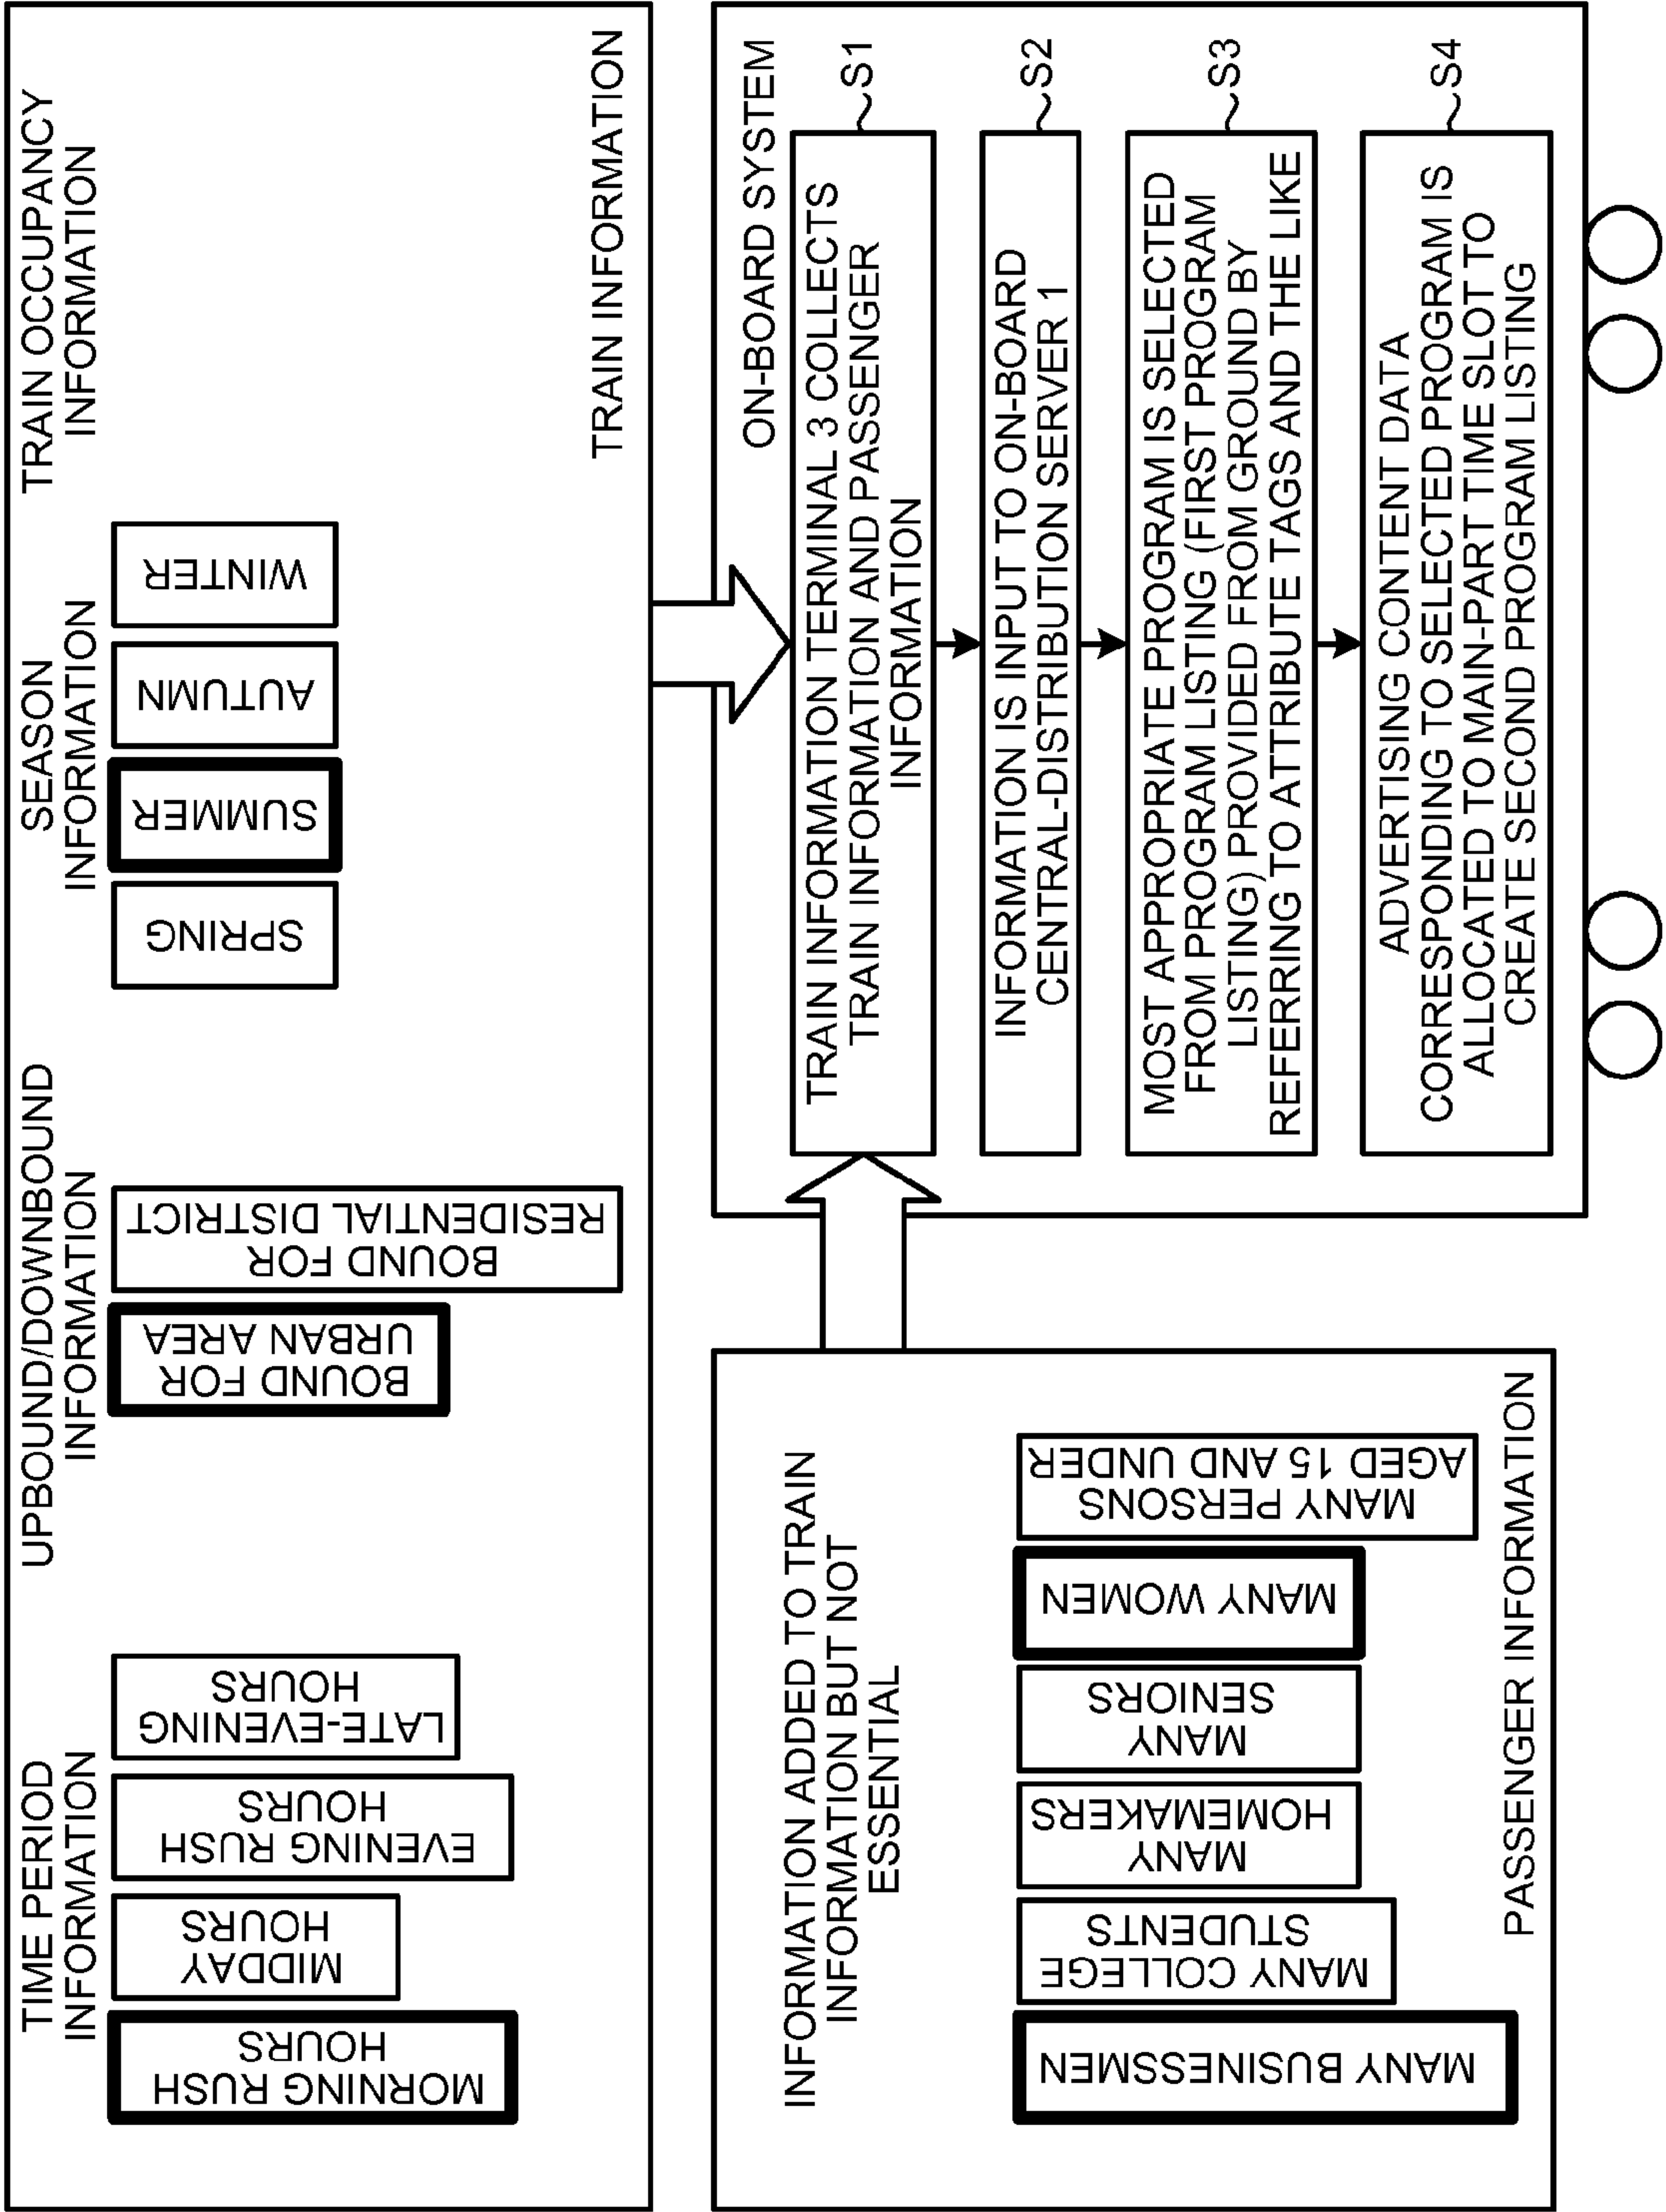 TIME PERIOD
INFORMATION
MORNING RUSH
HOURS
MIDDAY
HOURS
EVENING RUSH
HOURS
LATE-EVENING
HOURS
UPBOUND/DOWNBOUND
INFORMATION
BOUND FOR
URBAN AREA
BOUND FOR
RESIDENTIAL DISTRICT
SEASON
INFORMATION
SPRING
SUMMER
AUTUMN
WINTER
TRAIN OCCUPANCY
INFORMATION
TRAIN INFORMATION
INFORMATION ADDED TO TRAIN
INFORMATION BUT NOT
ESSENTIAL
MANY BUSINESSMEN
MANY COLLEGE
STUDENTS
MANY
HOMEMAKERS
MANY
SENIORS
MANY WOMEN
MANY PERSONS
AGED 15 AND UNDER
PASSENGER INFORMATION
ON-BOARD SYSTEM
TRAIN INFORMATION TERMINAL 3 COLLECTS
TRAIN INFORMATION AND PASSENGER
INFORMATION
S1
INFORMATION IS INPUT TO ON-BOARD
CENTRAL-DISTRIBUTION SERVER 1
S2
MOST APPROPRIATE PROGRAM IS SELECTED
FROM PROGRAM LISTING (FIRST PROGRAM
LISTING) PROVIDED FROM GROUND BY
REFERRING TO ATTRIBUTE TAGS AND THE LIKE
S3
ADVERTISING CONTENT DATA
CORRESPONDING TO SELECTED PROGRAM IS
ALLOCATED TO MAIN-PART TIME SLOT TO
CREATE SECOND PROGRAM LISTING
S4